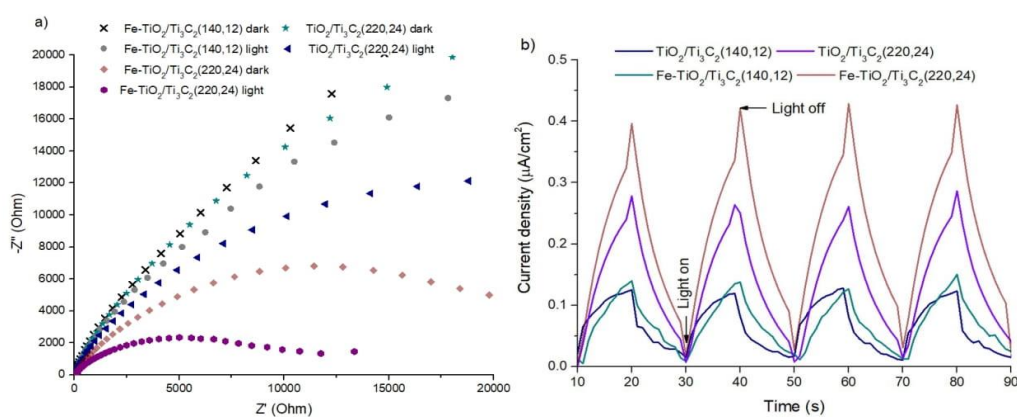 a)
Fe-TiO₂/Ti₃C₂(140,12) dark
TiO₂/Ti₃C₂(220,24) dark
Fe-TiO₂/Ti₃C₂(140,12) light
TiO₂/Ti₃C₂(220,24) light
Fe-TiO₂/Ti₃C₂(220,24) dark
Fe-TiO₂/Ti₃C₂(220,24) light
-Z" (Ohm)
20000
18000
16000
14000
12000
10000
8000
6000
4000
2000
0
0 5000 10000 15000 20000
Z' (Ohm)
b)
TiO₂/Ti₃C₂(140,12) TiO₂/Ti₃C₂(220,24)
Fe-TiO₂/Ti₃C₂(140,12) Fe-TiO₂/Ti₃C₂(220,24)
Light off
Light on
Current density (µA/cm²)
0.5
0.4
0.3
0.2
0.1
0.0
10 20 30 40 50 60 70 80 90
Time (s)